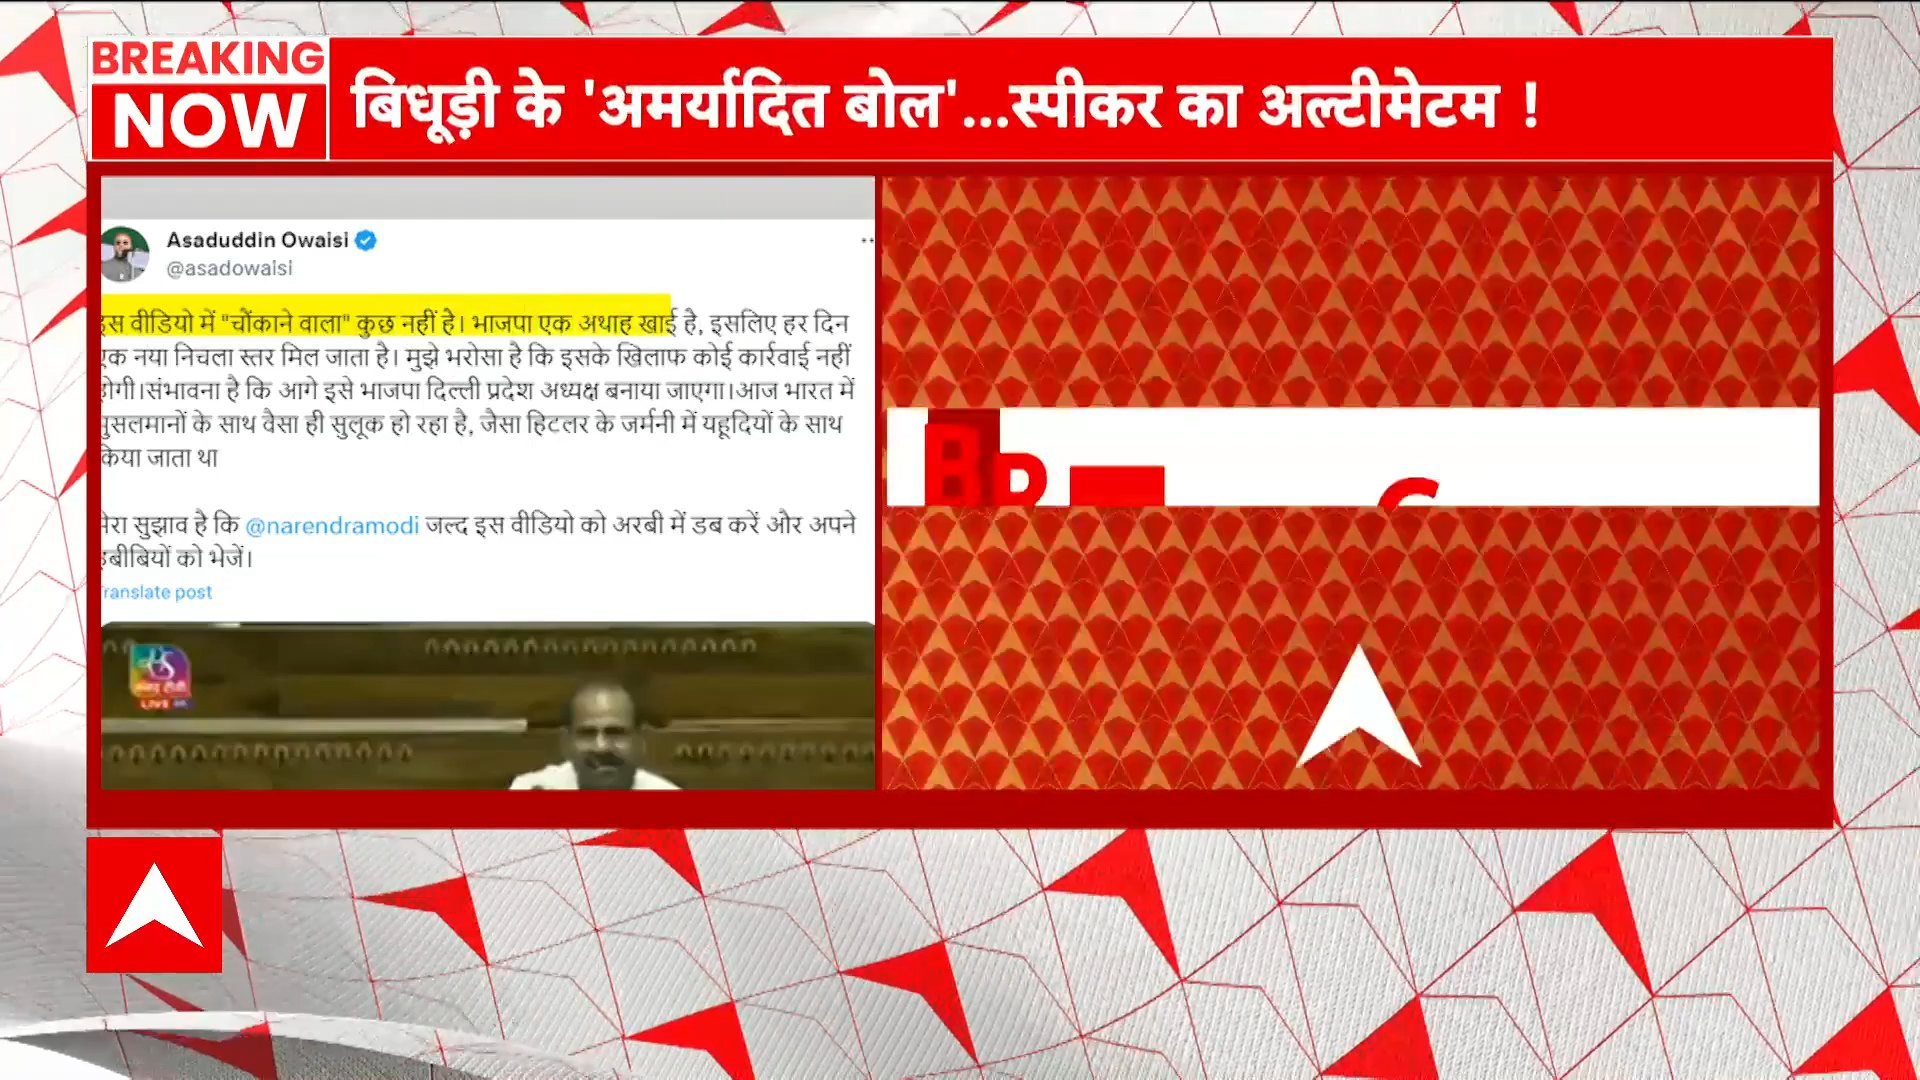 BREAKING
NOW
बिधूड़ी के 'अमर्यादित बोल'...स्पीकर का अल्टीमेटम !
Asaduddin Owaisi
@asadowaisi
इस वीडियो में "चौंकाने वाला" कुछ नहीं है। भाजपा एक अथाह खाई है, इसलिए हर दिन
एक नया निचला स्तर मिल जाता है। मुझे भरोसा है कि इसके खिलाफ कोई कार्रवाई नहीं
होगी।संभावना है कि आगे इसे भाजपा दिल्ली प्रदेश अध्यक्ष बनाया जाएगा।आज भारत में
मुसलमानों के साथ वैसा ही सुलूक हो रहा है, जैसा हिटलर के जर्मनी में यहूदियों के साथ
किया जाता था
मेरा सुझाव है कि @narendramodi जल्द इस वीडियो को अरबी में डब करें और अपने
हबीबियों को भेजें।
Translate post
संसद टीवी
LIVE